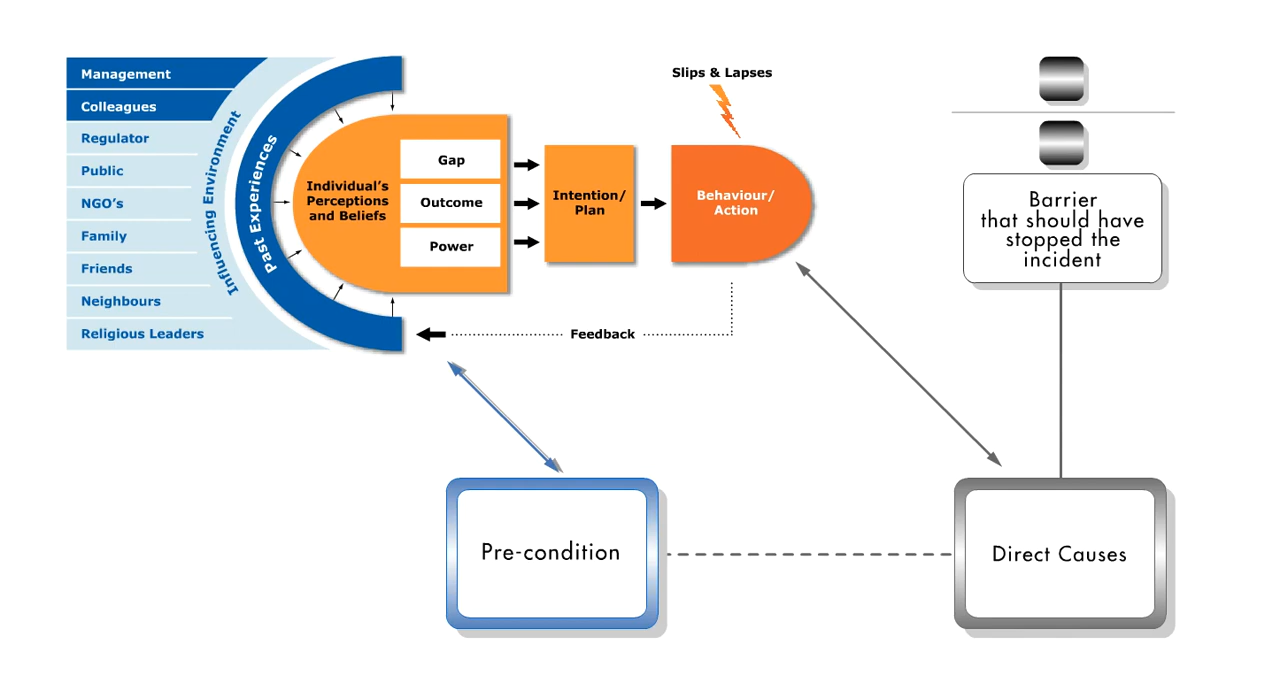 Management
Colleagues
Regulator
Public
NGO's
Family
Friends
Neighbours
Religious Leaders
Influencing Environment
Past Experiences
Individual's
Perceptions
and Beliefs
Gap
Outcome
Power
Intention/
Plan
Slips & Lapses
Behaviour/
Action
Feedback
Barrier
that should have
stopped the
incident
Pre-condition
Direct Causes